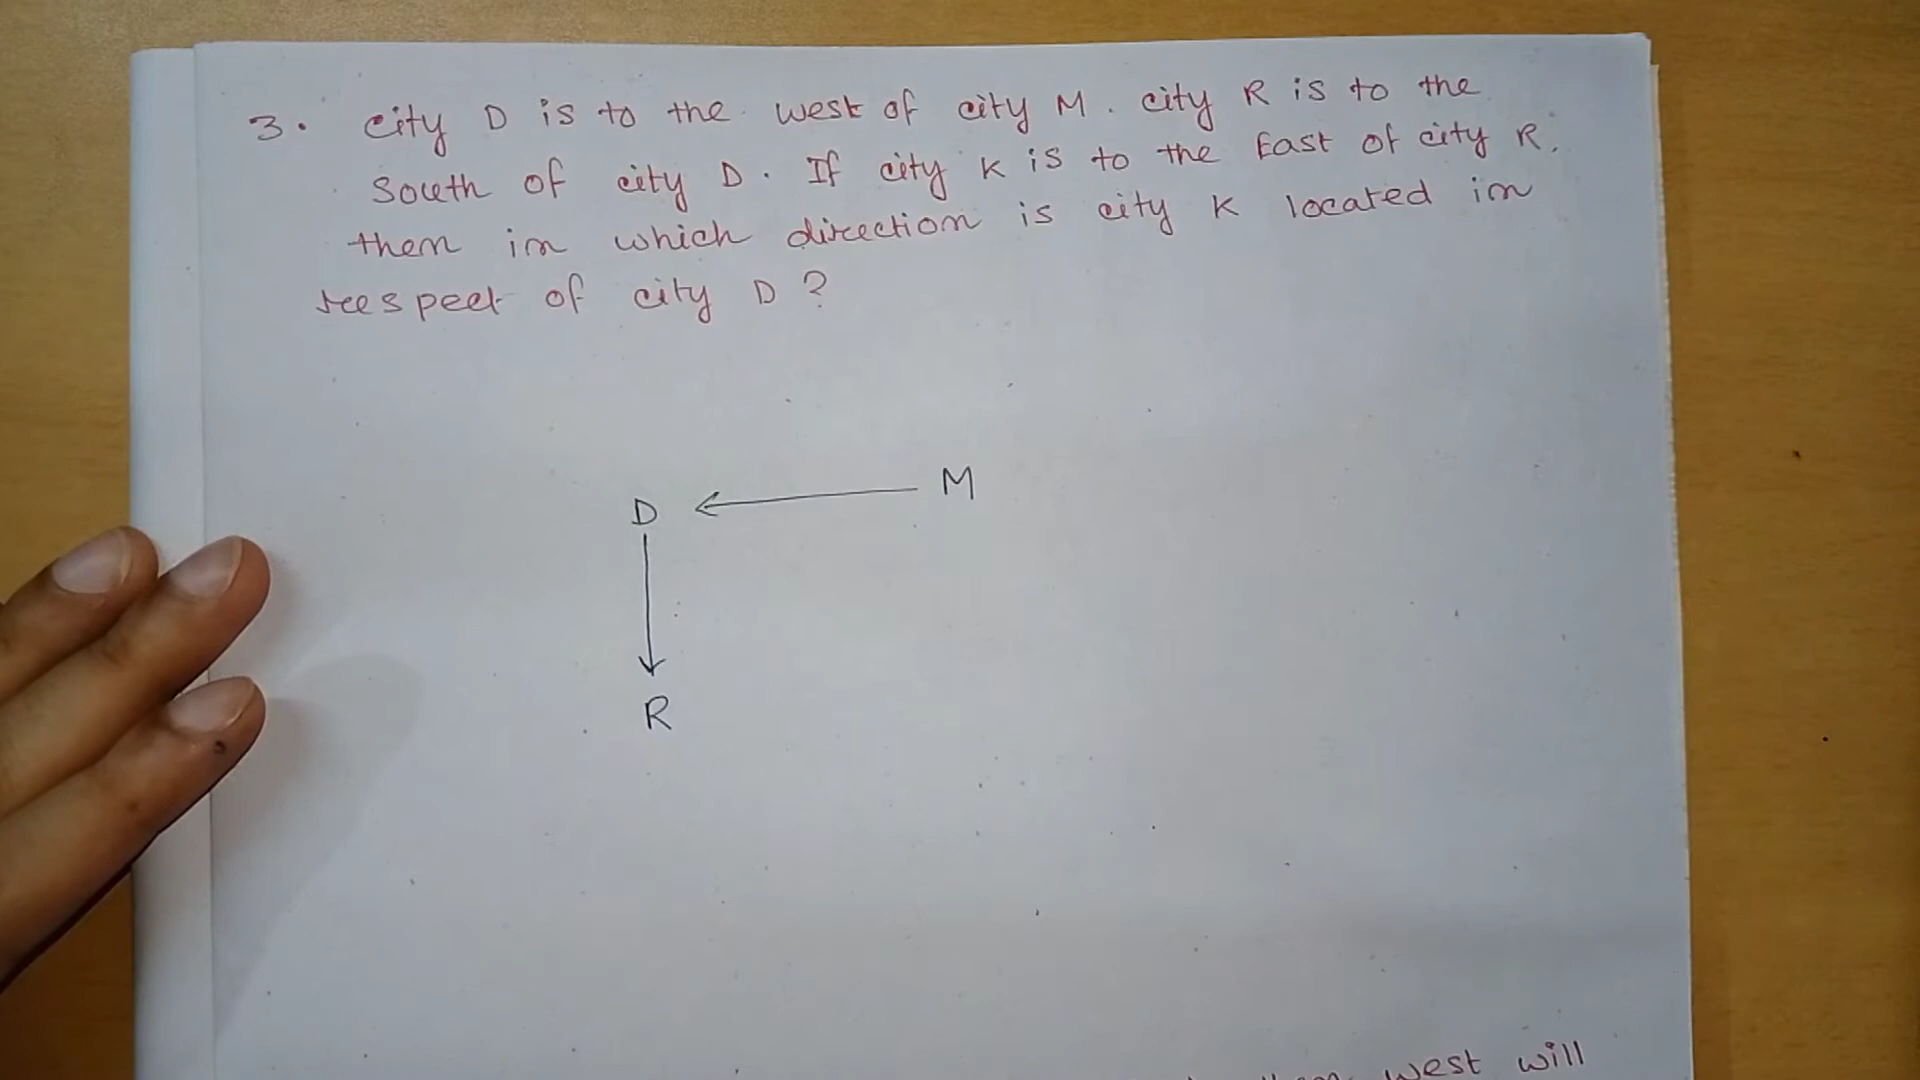 3. city D is to the west of city M. city R is to the
South of city D. If city K is to the East of city R,
then in which direction is city K located in
respect of city D?
D
M
R
west will